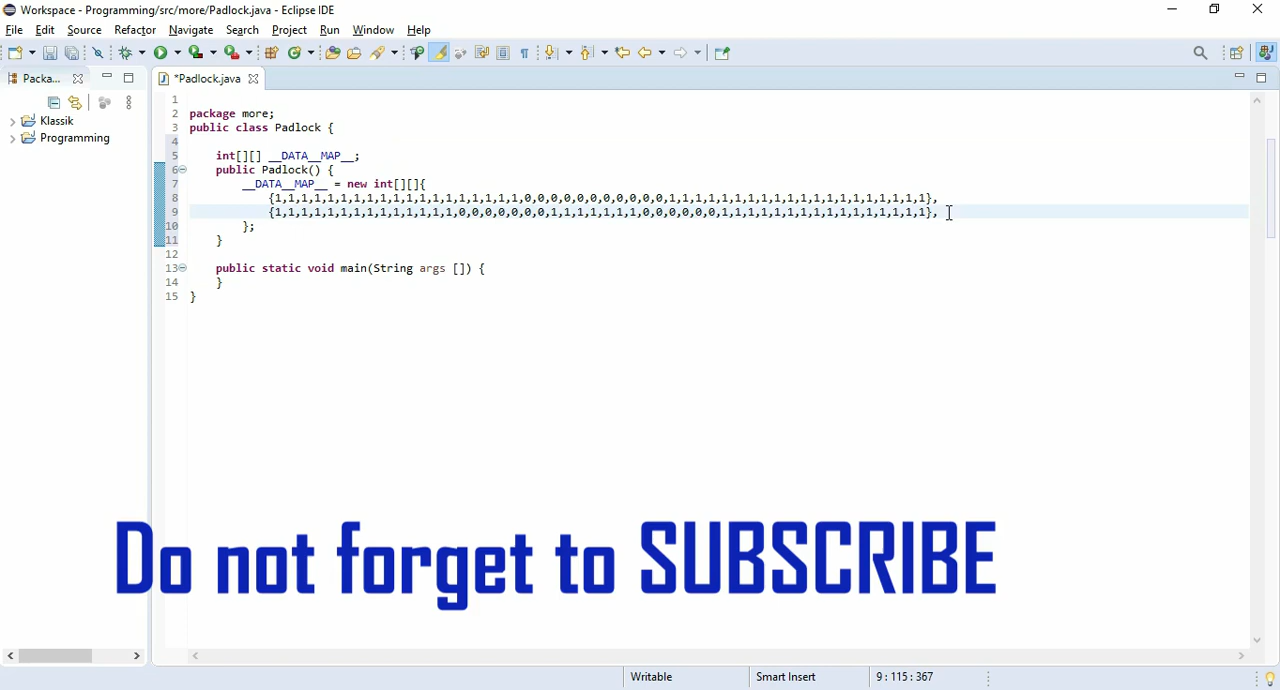 Workspace - Programming/src/more/Padlock.java - Eclipse IDE
File Edit Source Refactor Navigate Search Project Run Window Help
Packa...
*Padlock.java
1
2 package more;
3 public class Padlock {
4
5 int[][] __DATA__MAP__;
6 public Padlock() {
7 __DATA__MAP__ = new int[][]{
8 {1,1,1,1,1,1,1,1,1,1,1,1,1,1,1,1,1,1,1,0,0,0,0,0,0,0,0,0,0,0,1,1,1,1,1,1,1,1,1,1,1,1,1,1,1,1,1,1,1,1},
9 {1,1,1,1,1,1,1,1,1,1,1,1,1,1,0,0,0,0,0,0,0,1,1,1,1,1,1,1,0,0,0,0,0,0,1,1,1,1,1,1,1,1,1,1,1,1,1,1,1,1},
10 };
11 }
12
13 public static void main(String args []) {
14 }
15 }
Klassik
Programming
Do not forget to SUBSCRIBE
Writable Smart Insert 9 : 115 : 367